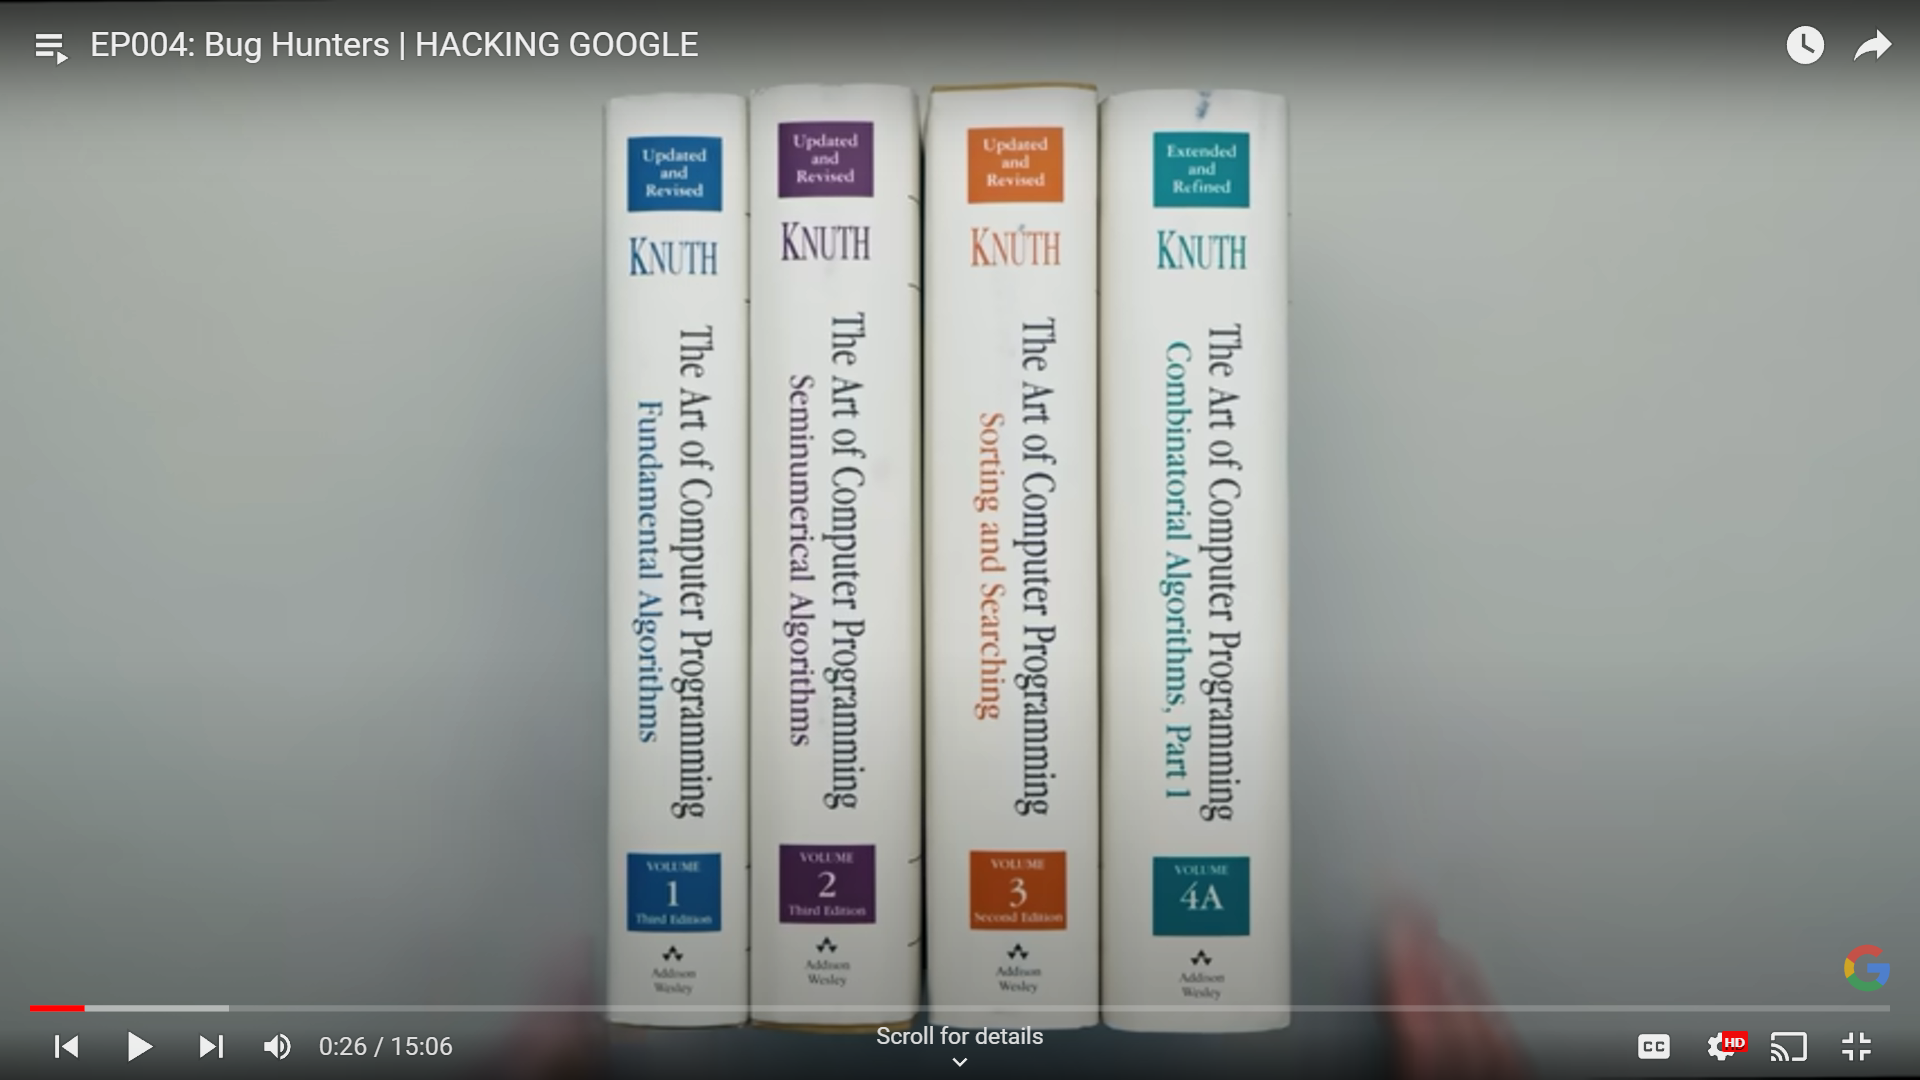 EP004: Bug Hunters | HACKING GOOGLE
Updated
and
Revised
KNUTH
The Art of Computer Programming
Fundamental Algorithms
VOLUME
1
Third Edition
Addison
Wesley
Updated
and
Revised
KNUTH
The Art of Computer Programming
Seminumerical Algorithms
VOLUME
2
Third Edition
Addison
Wesley
Updated
and
Revised
KNUTH
The Art of Computer Programming
Sorting and Searching
VOLUME
3
Second Edition
Addison
Wesley
Extended
and
Refined
KNUTH
The Art of Computer Programming
Combinatorial Algorithms, Part 1
VOLUME
4A
Addison
Wesley
G
0:26 / 15:06
Scroll for details
CC
HD